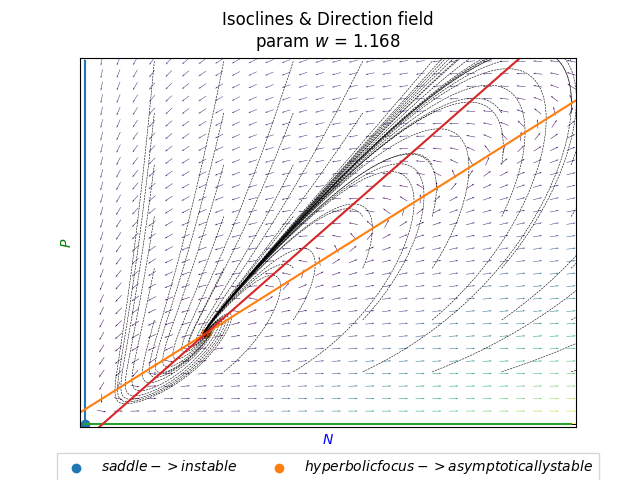 Isoclines & Direction field
param w = 1.168
P
N
saddle−>instable
hyperbolicfocus−>asymptoticallystable